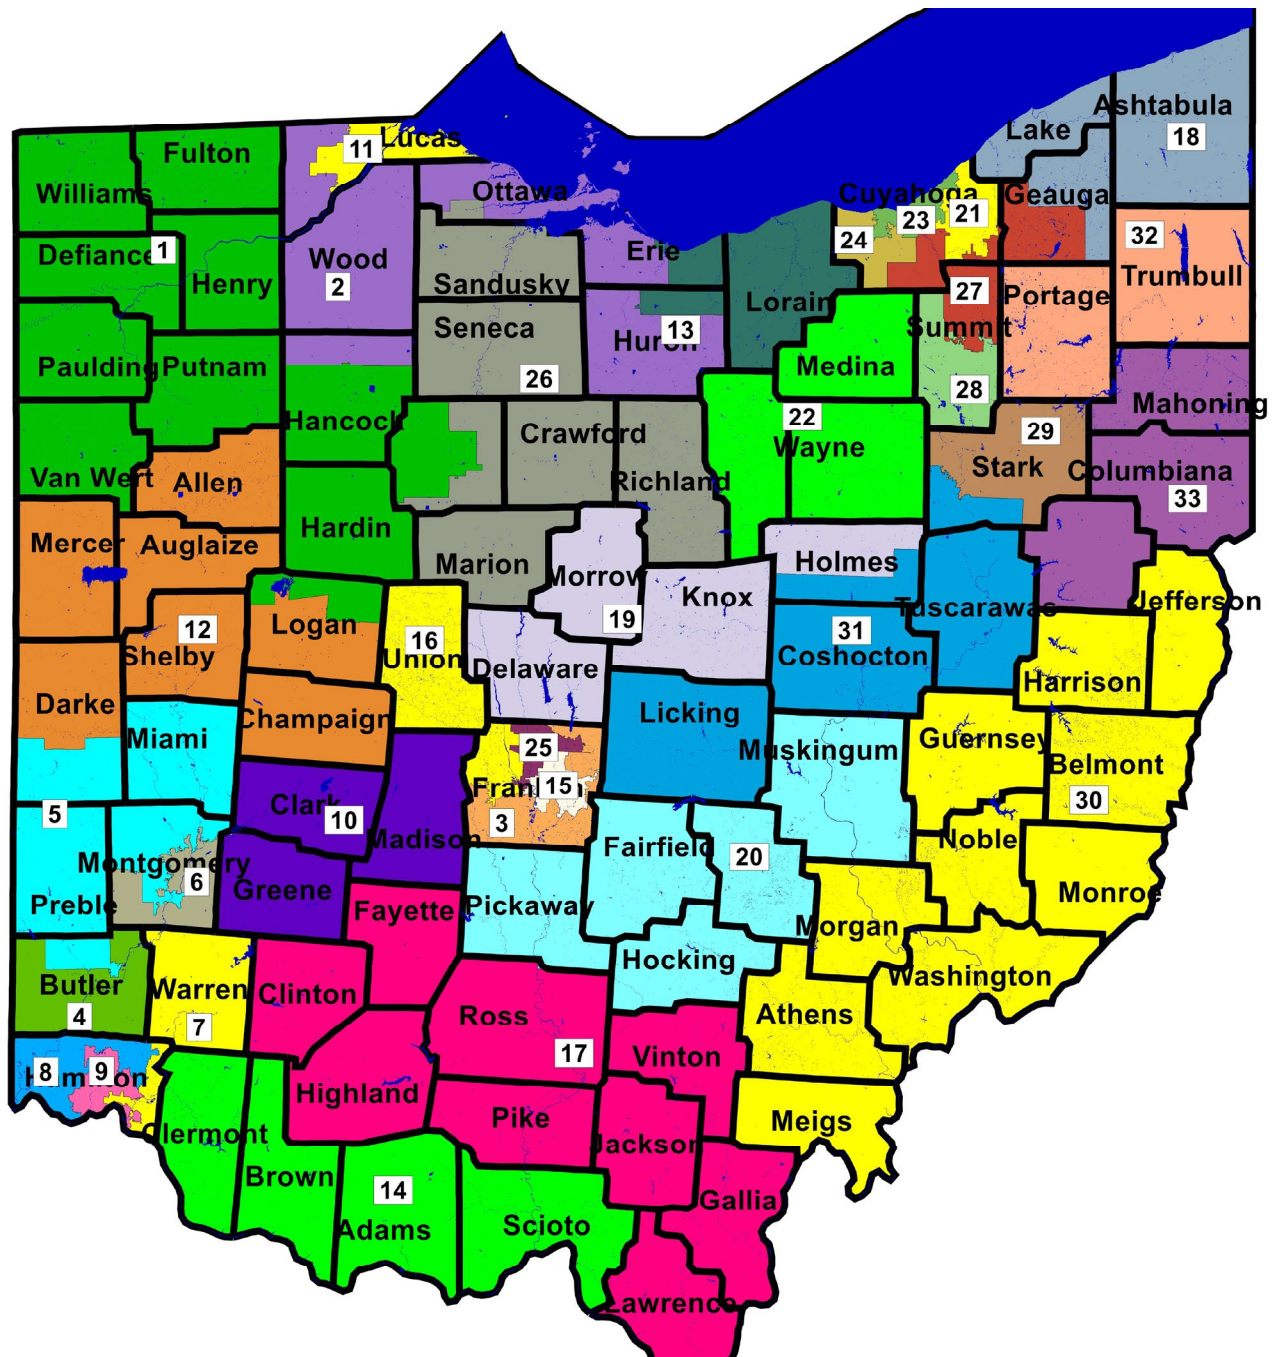 Ashtabula
18
Lake
Lucas
11
Fulton
Williams
Ottawa
Cuyahoga
Geauga
21
23
24
32
Defiance
1
Wood
2
Erie
Henry
Sandusky
Trumbull
27
Portage
Lorain
Seneca
13
Huron
Summit
Paulding
Putnam
Medina
26
28
Hancock
22
Mahoning
Crawford
29
Wayne
Stark
Columbiana
Van Wert
Allen
Richland
33
Hardin
Mercer
Auglaize
Marion
Holmes
Morrow
Knox
Tuscarawas
Jefferson
19
Logan
12
16
31
Shelby
Union
Delaware
Coshocton
Harrison
Darke
Champaign
Licking
Miami
Muskingum
Guernsey
25
Belmont
Franklin
15
30
5
Clark
10
3
Madison
Noble
Fairfield
20
Montgomery
6
Greene
Monroe
Preble
Fayette
Pickaway
Morgan
Hocking
Washington
Butler
4
Warren
7
Clinton
Ross
Athens
17
Vinton
8
9
Hamilton
Highland
Pike
Meigs
Clermont
Jackson
Brown
14
Gallia
Adams
Scioto
Lawrence